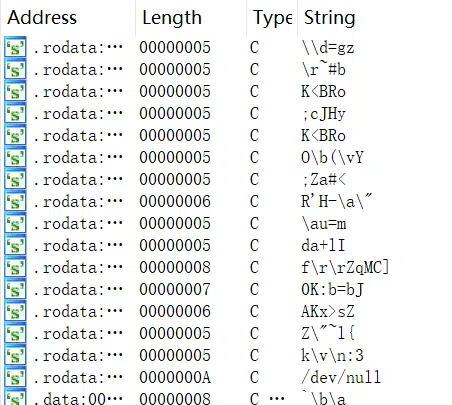 Address Length Type String
's' .rodata:··· 00000005 C \\d=gz
's' .rodata:··· 00000005 C \r~#b
's' .rodata:··· 00000005 C K<BRo
's' .rodata:··· 00000005 C ;cJHy
's' .rodata:··· 00000005 C K<BRo
's' .rodata:··· 00000005 C O\b(\vY
's' .rodata:··· 00000005 C ;Za#<
's' .rodata:··· 00000006 C R'H-\a\"
's' .rodata:··· 00000005 C \au=m
's' .rodata:··· 00000005 C da+lI
's' .rodata:··· 00000008 C f\r\rZqMC]
's' .rodata:··· 00000007 C OK:b=bJ
's' .rodata:··· 00000006 C AKx>sZ
's' .rodata:··· 00000005 C Z\"~l{
's' .rodata:··· 00000005 C k\v\n:3
's' .rodata:··· 0000000A C /dev/null
's' .data:00··· 00000008 C ··· `\b\a